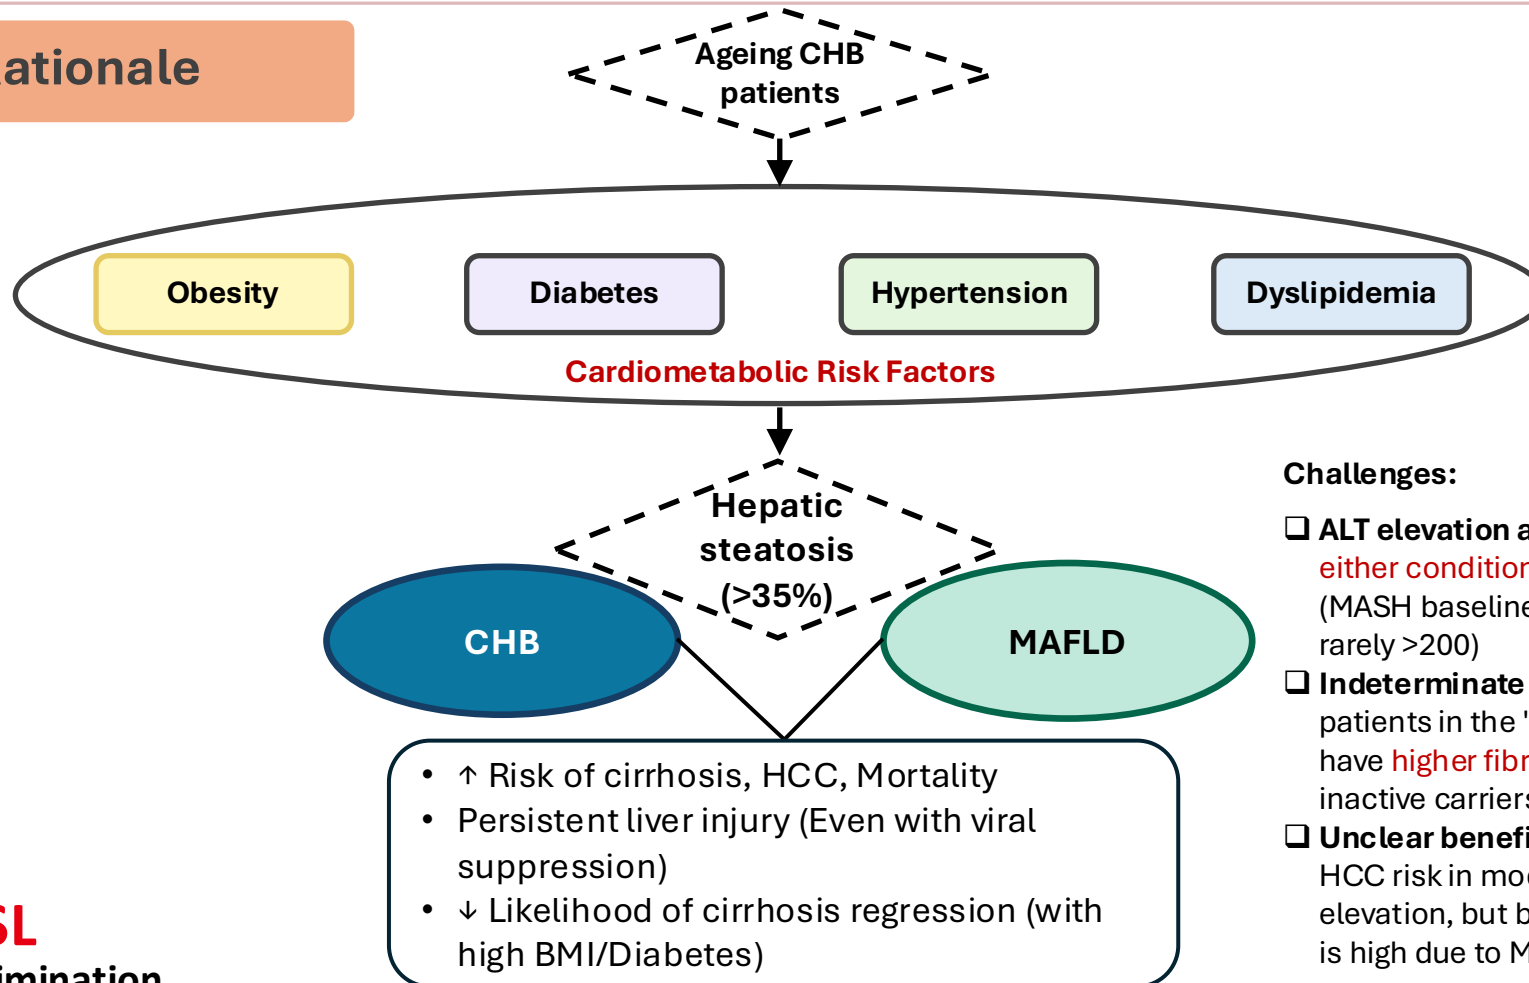 ationale
Ageing CHB
patients
Obesity
Diabetes
Hypertension
Dyslipidemia
Cardiometabolic Risk Factors
Hepatic
steatosis
(>35%)
CHB
MAFLD
• ↑ Risk of cirrhosis, HCC, Mortality
• Persistent liver injury (Even with viral
suppression)
• ↓ Likelihood of cirrhosis regression (with
high BMI/Diabetes)
Challenges:
❑ ALT elevation a
either condition
(MASH baseline
rarely >200)
❑ Indeterminate
patients in the '
have higher fibr
inactive carriers
❑ Unclear benefi
HCC risk in mod
elevation, but b
is high due to M
SL
imination